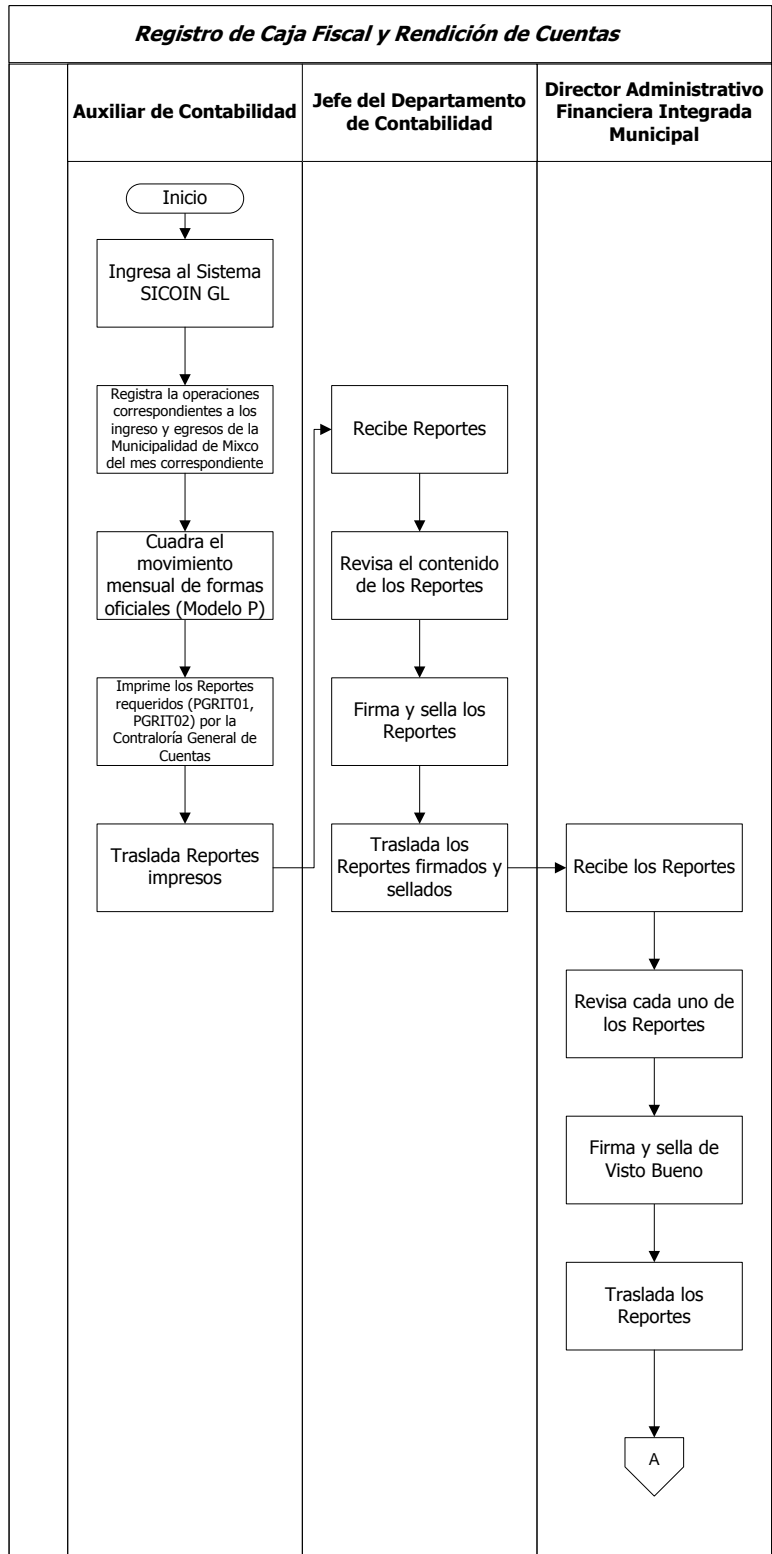 Registro de Caja Fiscal y Rendición de Cuentas
Auxiliar de Contabilidad
Jefe del Departamento
de Contabilidad
Director Administrativo
Financiera Integrada
Municipal
Inicio
Ingresa al Sistema
SICOIN GL
Registra la operaciones
correspondientes a los
ingreso y egresos de la
Municipalidad de Mixco
del mes correspondiente
Cuadra el
movimiento
mensual de formas
oficiales (Modelo P)
Imprime los Reportes
requeridos (PGRIT01,
PGRIT02) por la
Contraloría General de
Cuentas
Traslada Reportes
impresos
Recibe Reportes
Revisa el contenido
de los Reportes
Firma y sella los
Reportes
Traslada los
Reportes firmados y
sellados
Recibe los Reportes
Revisa cada uno de
los Reportes
Firma y sella de
Visto Bueno
Traslada los
Reportes
A